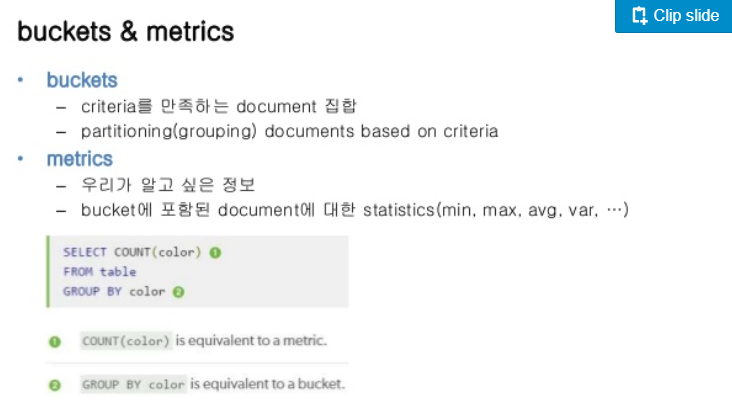 Clip slide
buckets & metrics
• buckets
– criteria를 만족하는 document 집합
– partitioning(grouping) documents based on criteria
• metrics
– 우리가 알고 싶은 정보
– bucket에 포함된 document에 대한 statistics(min, max, avg, var, …)
SELECT COUNT(color) 1
FROM table
GROUP BY color 2
1 COUNT(color) is equivalent to a metric.
2 GROUP BY color is equivalent to a bucket.